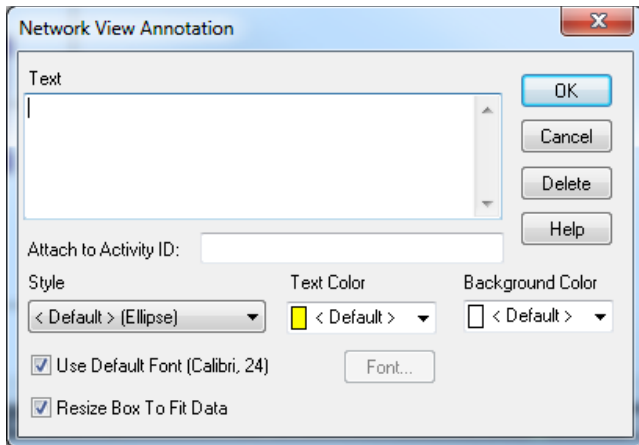 Network View Annotation
Text
OK
Cancel
Delete
Help
Attach to Activity ID:
Style Text Color Background Color
< Default > (Ellipse) < Default > < Default >
Use Default Font (Calibri, 24) Font...
Resize Box To Fit Data